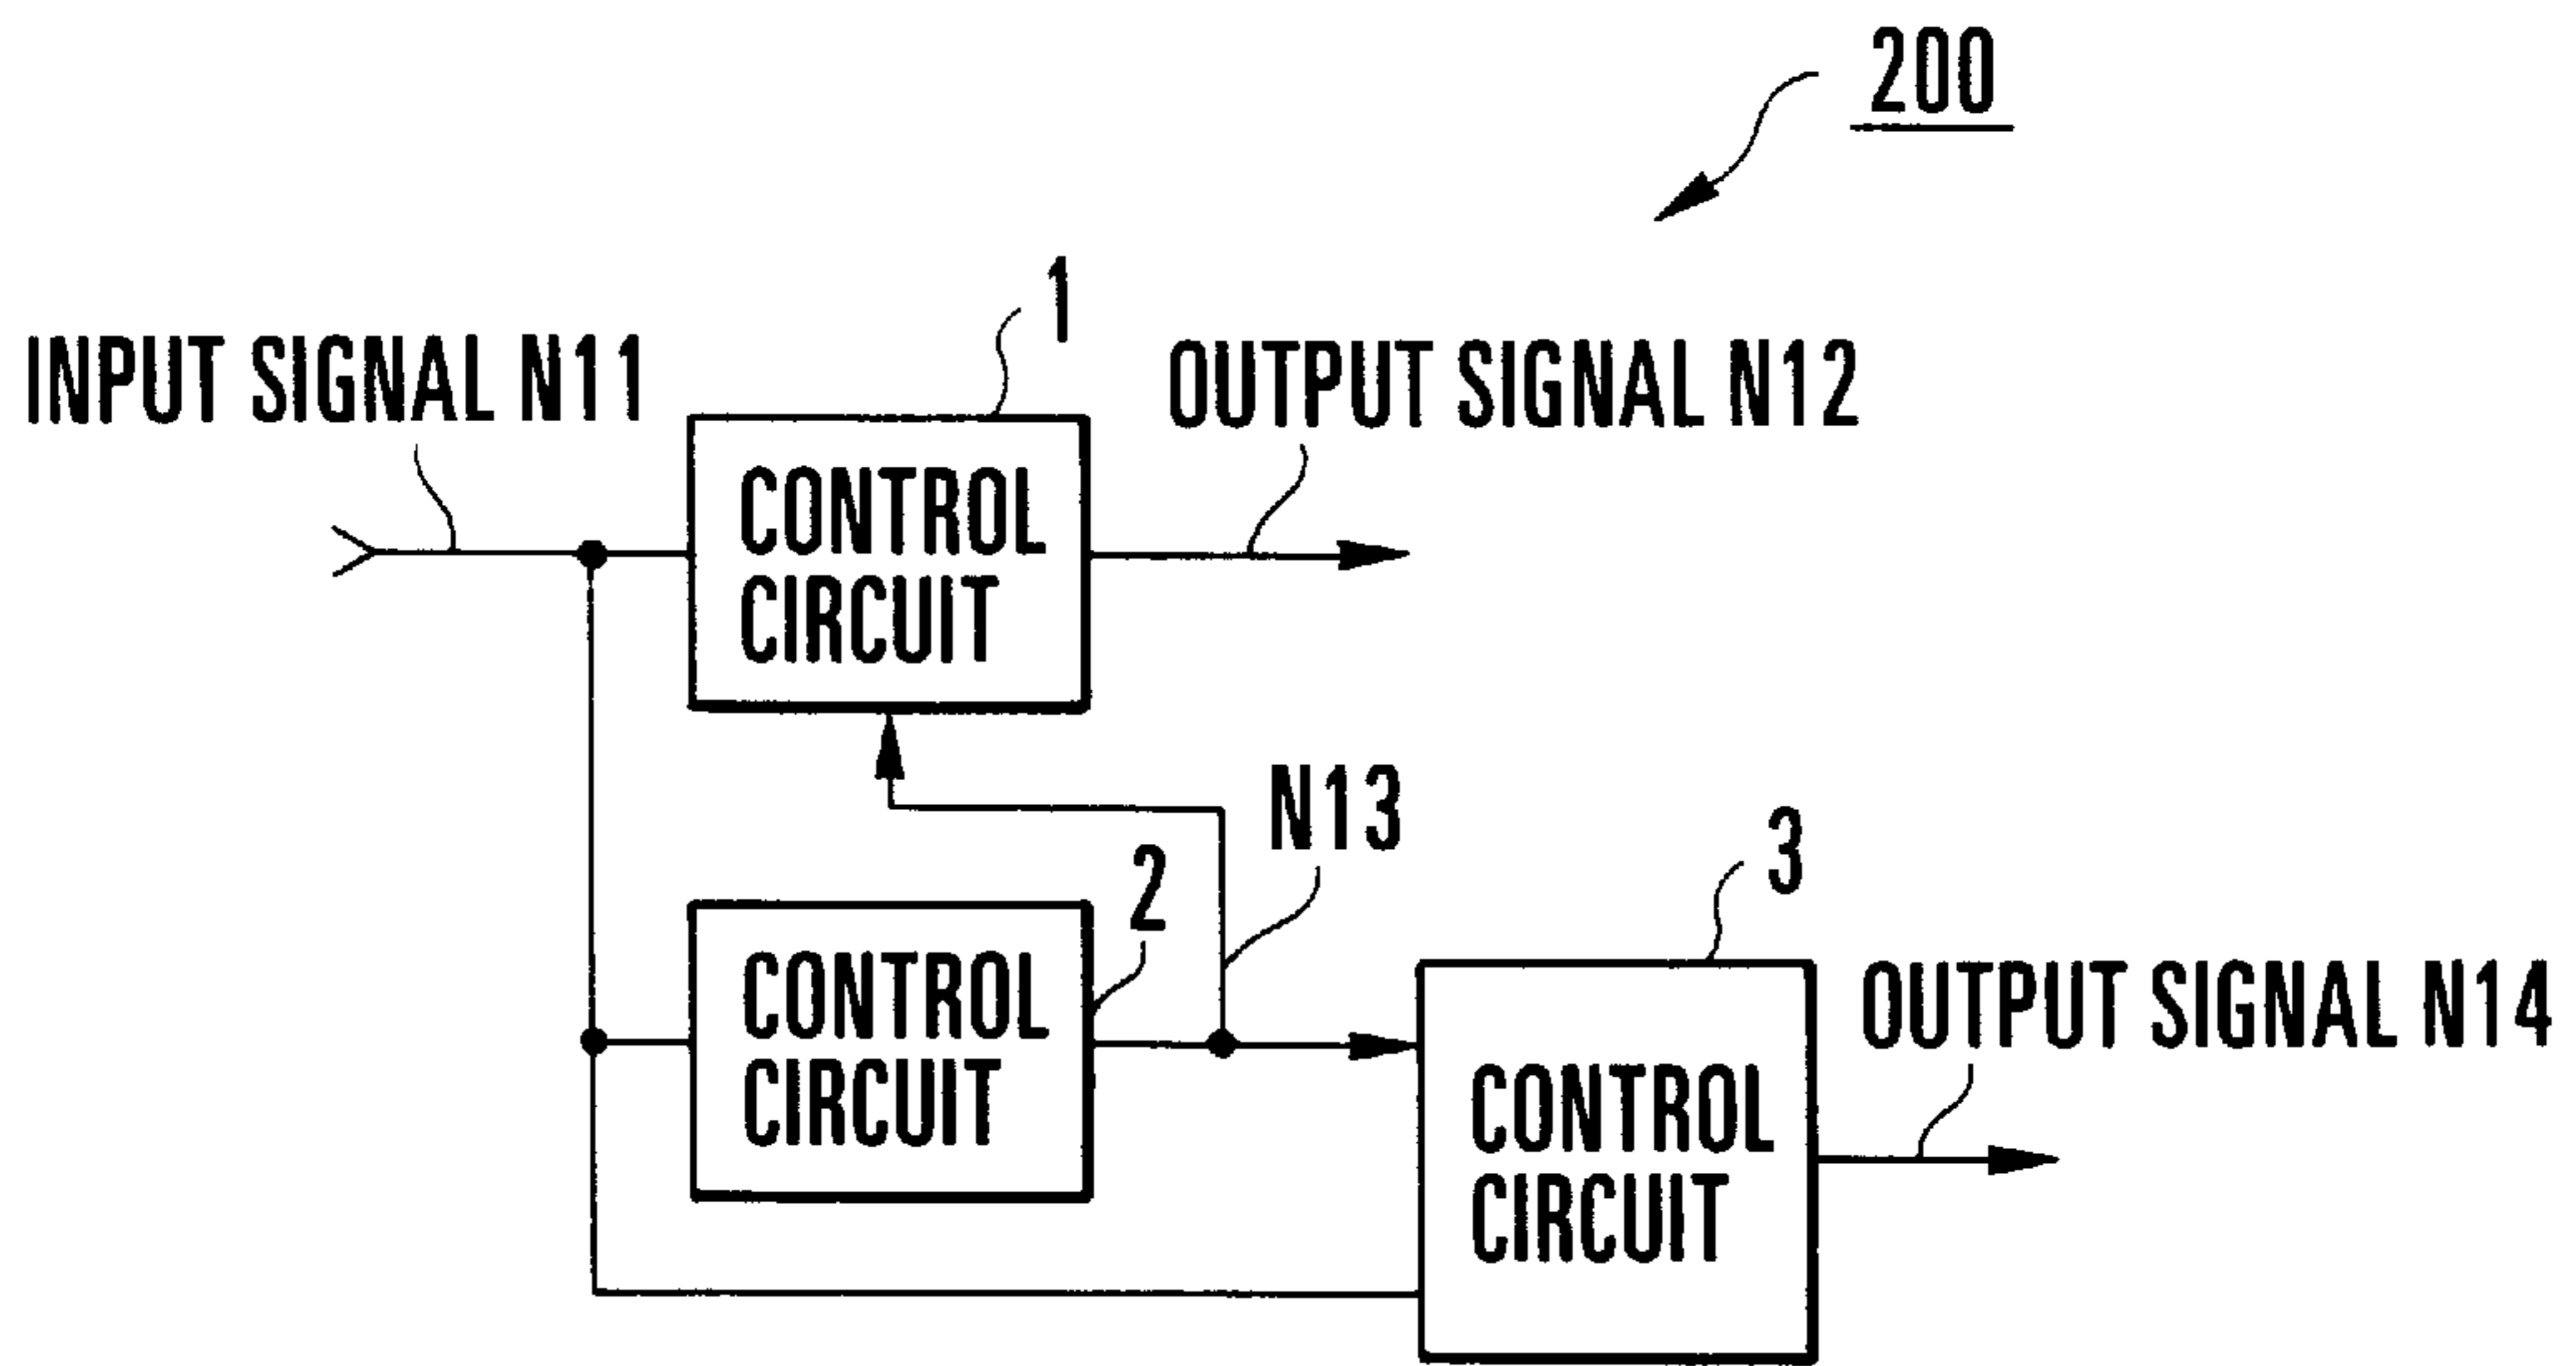 200
1
INPUT SIGNAL N11
OUTPUT SIGNAL N12
CONTROL
CIRCUIT
N13
2
3
CONTROL
CIRCUIT
OUTPUT SIGNAL N14
CONTROL
CIRCUIT